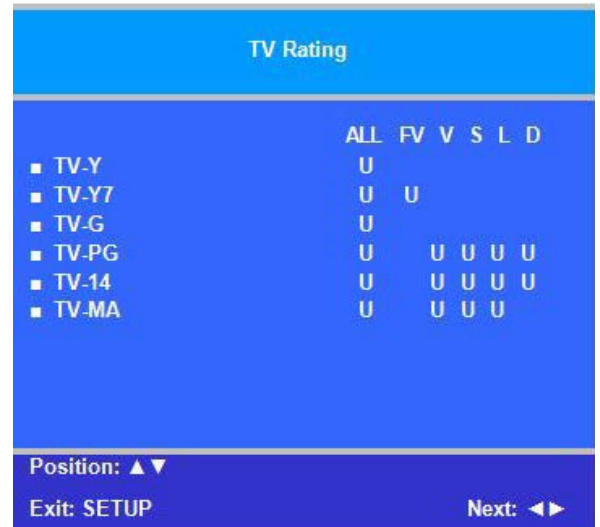 TV Rating
ALL FV V S L D
■ TV-Y U
■ TV-Y7 U U
■ TV-G U
■ TV-PG U U U U U
■ TV-14 U U U U U
■ TV-MA U U U U
Position: ▲▼
Exit: SETUP Next: ◄►